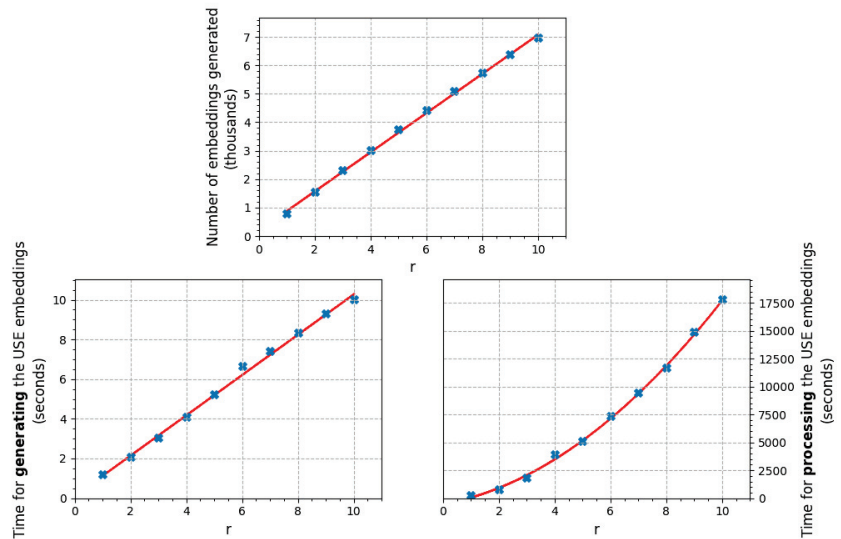 Number of embeddings generated
(thousands)
7
6
5
4
3
2
1
0
0 2 4 6 8 10
r
Time for generating the USE embeddings
(seconds)
10
8
6
4
2
0
0 2 4 6 8 10
r
17500
15000
12500
10000
7500
5000
2500
0
0 2 4 6 8 10
r
Time for processing the USE embeddings
(seconds)